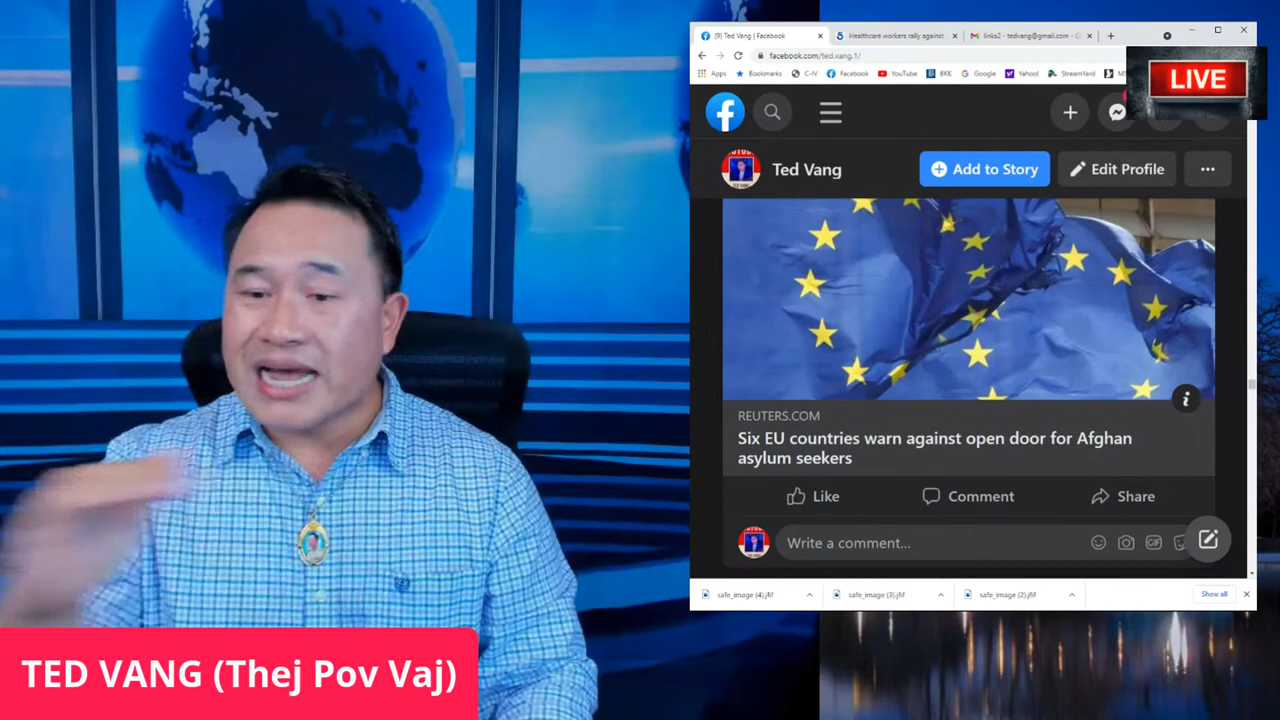 (9) Ted Vang | Facebook
Healthcare workers rally against
links2 - tedvang@gmail.com - G
facebook.com/ted.vang.1/
Apps Bookmarks C-IV Facebook YouTube BKK Google Yahoo! StreamYard
LIVE
Ted Vang
Add to Story
Edit Profile
REUTERS.COM
Six EU countries warn against open door for Afghan
asylum seekers
Like
Comment
Share
Write a comment...
GIF
safe_image (4).jfif
safe_image (3).jfif
safe_image (2).jfif
Show all
TED VANG (Thej Pov Vaj)